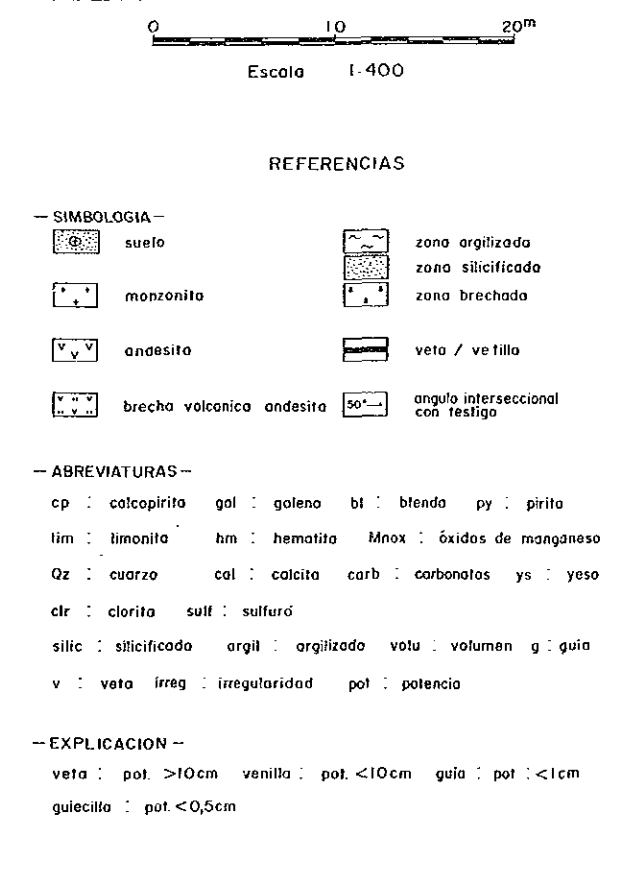 0 10 20m
Escala 1:400
REFERENCIAS
— SIMBOLOGIA —
suelo
zona argilizada
zona silicificada
monzonita
zona brechada
andesita
veta / vetilla
brecha volcanica andesita
50° angulo interseccional
con testigo
— ABREVIATURAS —
cp : calcopirita gal : galena bl : blenda py : pirita
lim : limonita hm : hematita Mnox : óxidos de manganeso
Qz : cuarzo cal : calcita carb : carbonatos ys : yeso
clr : clorita sulf : sulfuro
silic : silicificado argil : argilizado volu : volumen g : guia
v : veta irreg : irregularidad pot : potencia
— EXPLICACION —
veta : pot. >10cm venilla : pot. <10cm guia : pot : <1cm
guiecilla : pot. <0,5cm